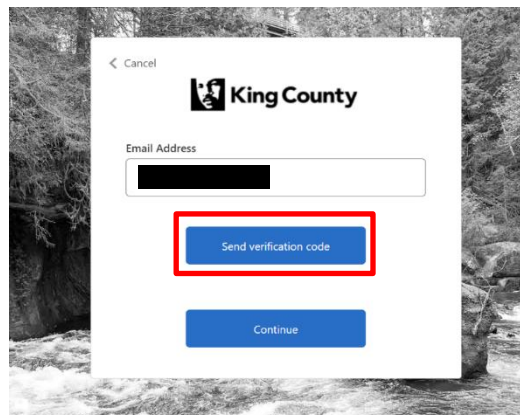 Cancel
King County
Email Address
Send verification code
Continue